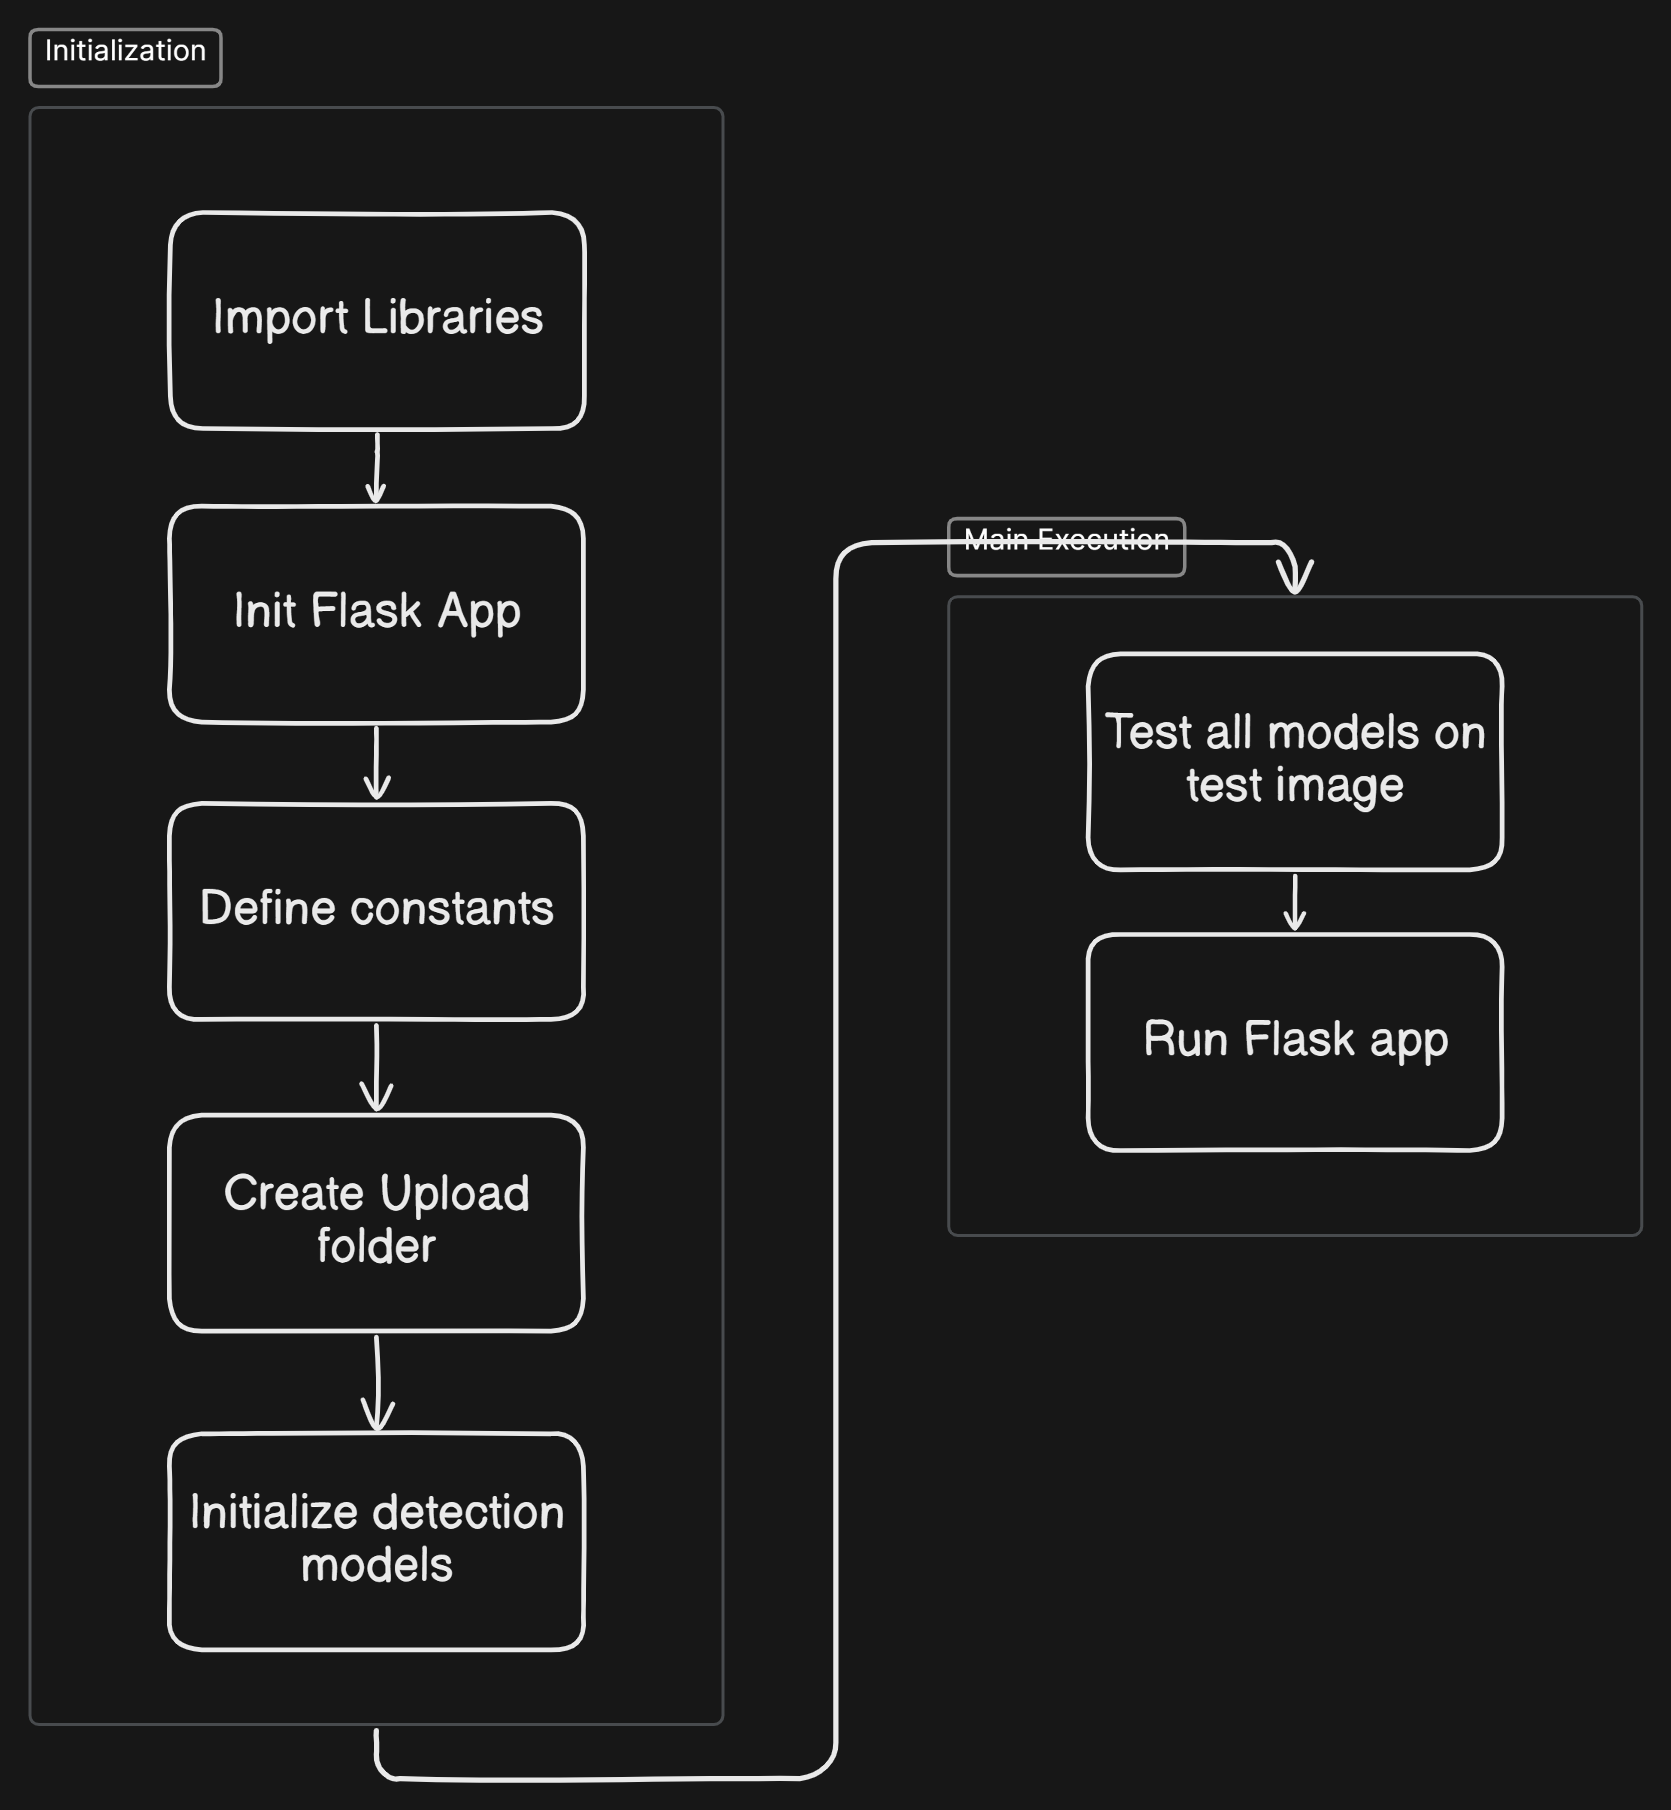 Initialization
Import Libraries
Init Flask App
Define constants
Create Upload
folder
Initialize detection
models
Main Execution
Test all models on
test image
Run Flask app